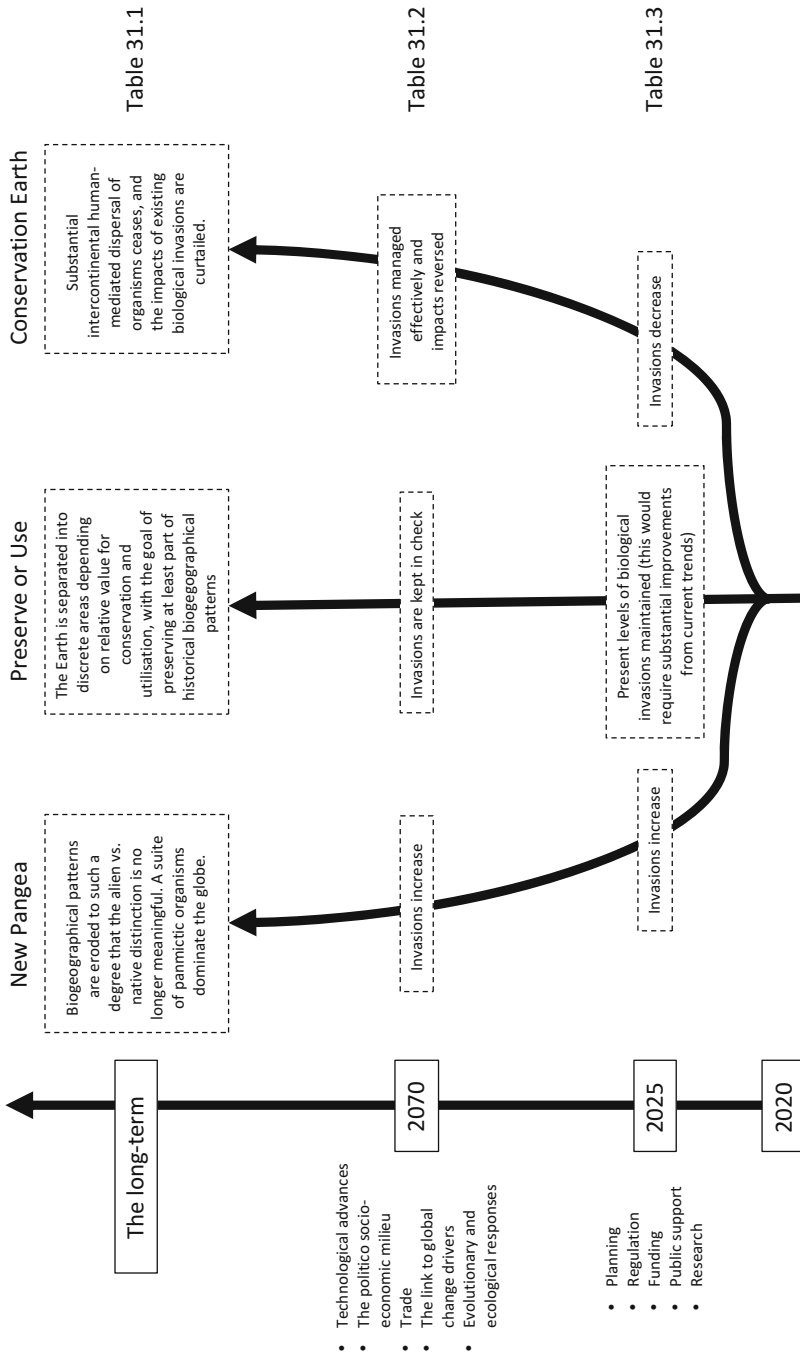 New Pangea
Preserve or Use
Conservation Earth
The long-term
Biogeographical patterns
are eroded to such a
degree that the alien vs.
native distinction is no
longer meaningful. A suite
of panmictic organisms
dominate the globe.
The Earth is separated into
discrete areas depending
on relative value for
conservation and
utilisation, with the goal of
preserving at least part of
historical biogegographical
patterns
Substantial
intercontinental human-
mediated dispersal of
organisms ceases, and
the impacts of existing
biological invasions are
curtailed.
Table 31.1
• Technological advances
• The politico socio-
economic milieu
• Trade
• The link to global
change drivers
• Evolutionary and
ecological responses
2070
Invasions increase
Invasions are kept in check
Invasions managed
effectively and
impacts reversed
Table 31.2
• Planning
• Regulation
• Funding
• Public support
• Research
2025
Invasions increase
Present levels of biological
invasions maintained (this would
require substantial improvements
from current trends)
Invasions decrease
Table 31.3
2020